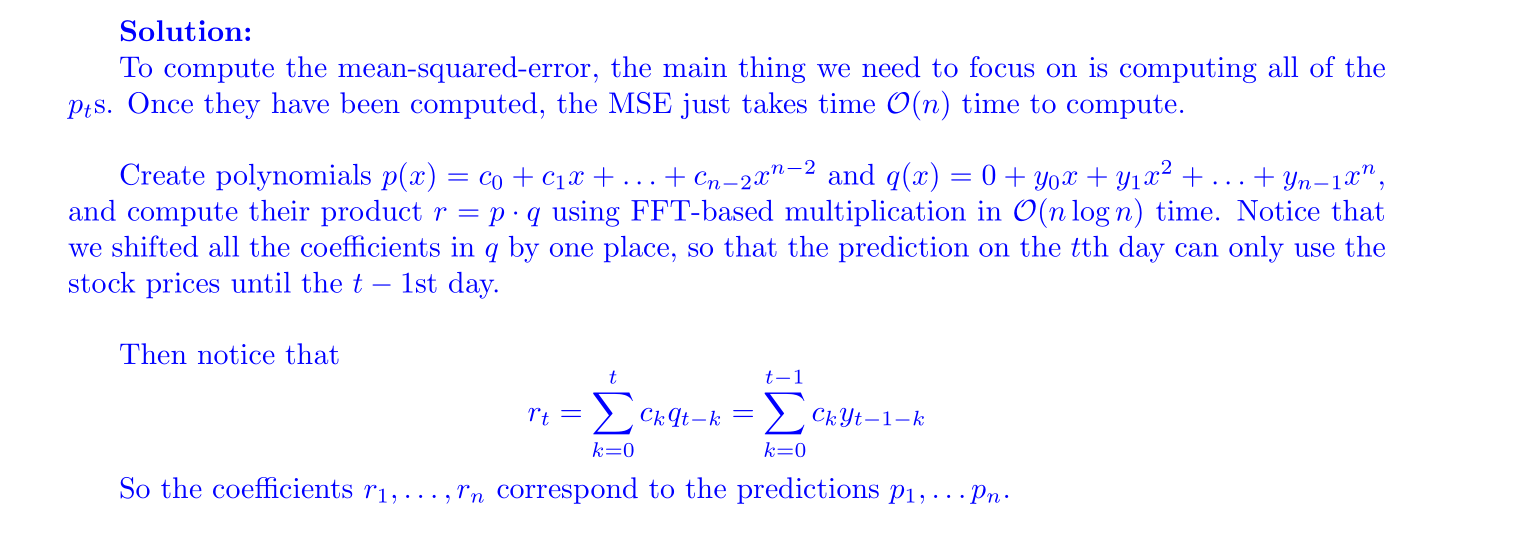 Solution:
To compute the mean-squared-error, the main thing we need to focus on is computing all of the
$p_t$s. Once they have been computed, the MSE just takes time $\mathcal{O}(n)$ time to compute.
Create polynomials $p(x) = c_0 + c_1x + \ldots + c_{n-2}x^{n-2}$ and $q(x) = 0 + y_0x + y_1x^2 + \ldots + y_{n-1}x^n$,
and compute their product $r = p \cdot q$ using FFT-based multiplication in $\mathcal{O}(n \log n)$ time. Notice that
we shifted all the coefficients in $q$ by one place, so that the prediction on the $t$th day can only use the
stock prices until the $t - 1$st day.
Then notice that
$r_t = \sum_{k=0}^{t} c_k q_{t-k} = \sum_{k=0}^{t-1} c_k y_{t-1-k}$
So the coefficients $r_1, \ldots, r_n$ correspond to the predictions $p_1, \ldots p_n$.